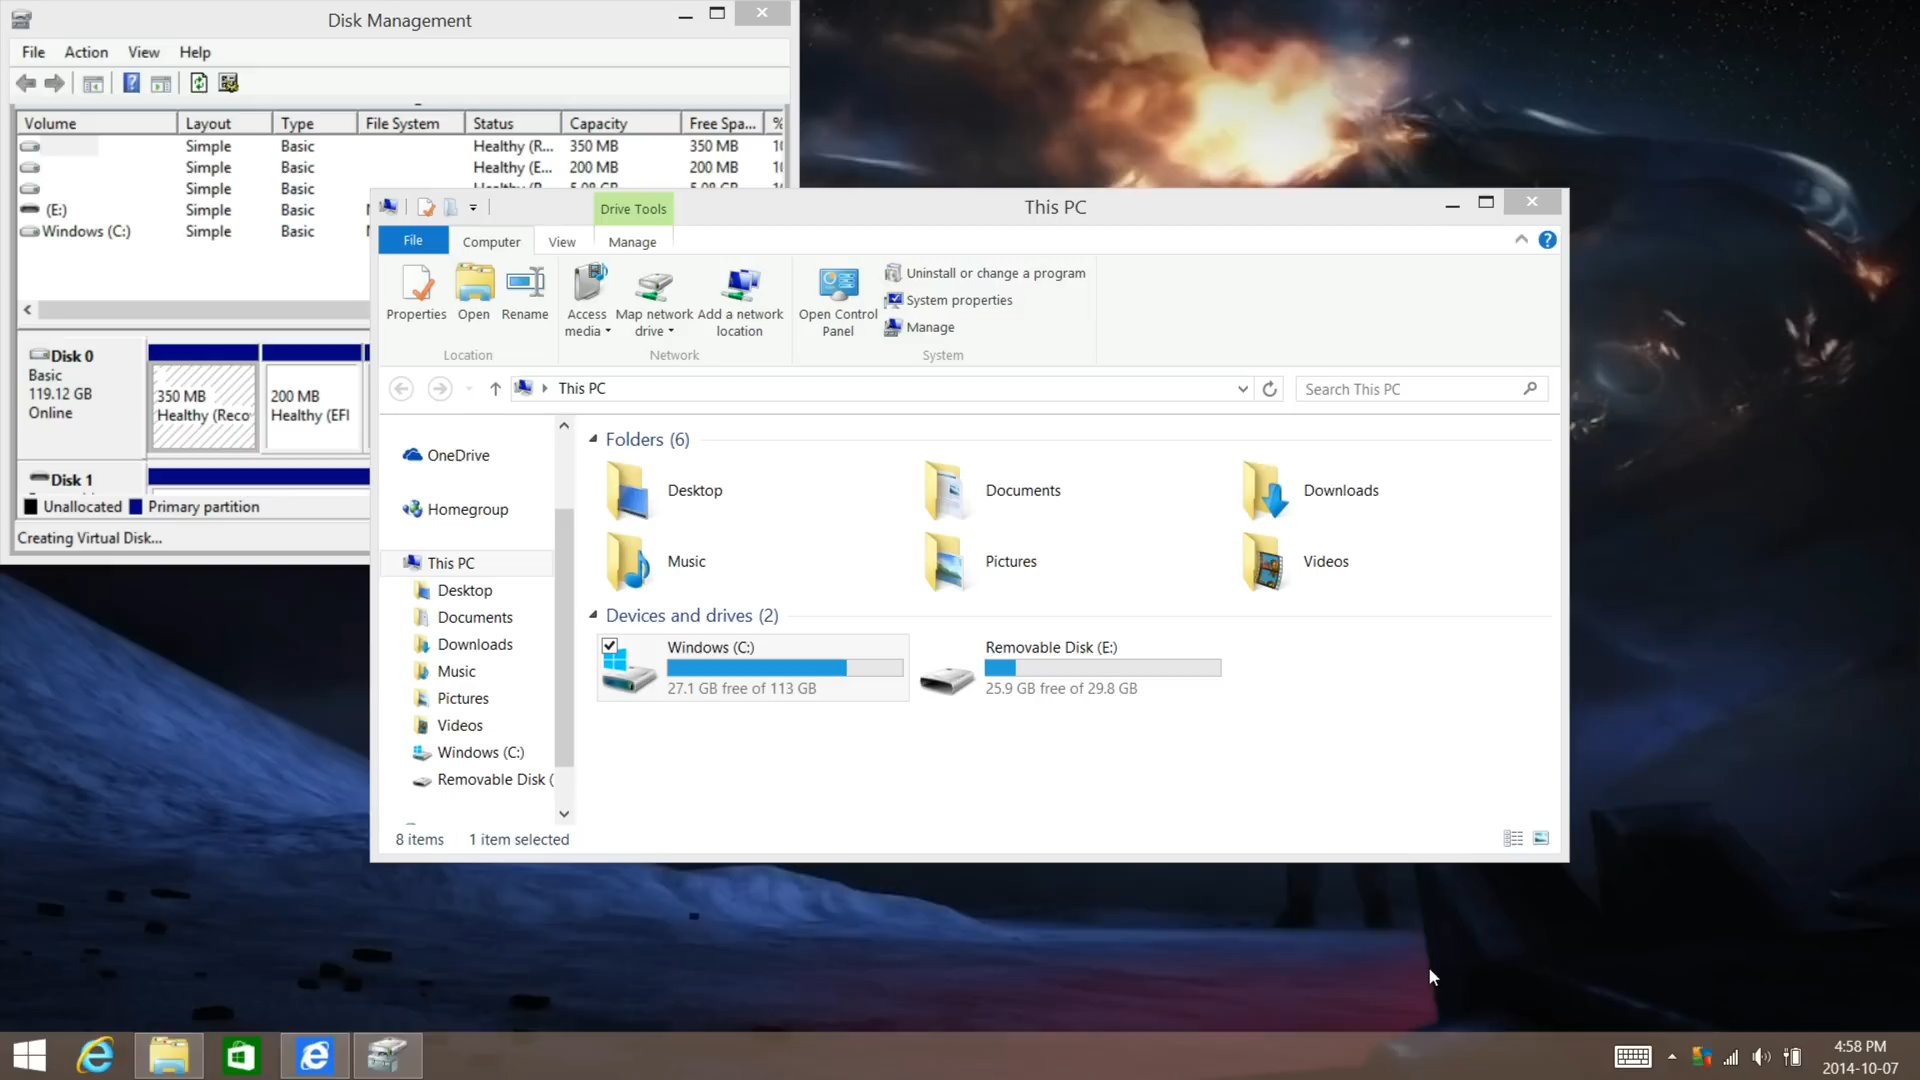 Disk Management
File Action View Help
Volume Layout Type File System Status Capacity Free Spa... %
Simple Basic Healthy (R... 350 MB 350 MB 10
Simple Basic Healthy (E... 200 MB 200 MB 10
Simple Basic 5.08 GB 5.08 GB
(E:) Simple Basic
Windows (C:) Simple Basic
Disk 0
Basic
119.12 GB
Online
350 MB
Healthy (Reco
200 MB
Healthy (EFI
Disk 1
Unallocated Primary partition
Creating Virtual Disk...
Drive Tools
This PC
File Computer View Manage
Properties
Open
Rename
Location
Access media
Map network drive
Add a network location
Network
Open Control Panel
Uninstall or change a program
System properties
Manage
System
This PC
Search This PC
OneDrive
Homegroup
This PC
Desktop
Documents
Downloads
Music
Pictures
Videos
Windows (C:)
Removable Disk (
Folders (6)
Desktop
Documents
Downloads
Music
Pictures
Videos
Devices and drives (2)
Windows (C:)
27.1 GB free of 113 GB
Removable Disk (E:)
25.9 GB free of 29.8 GB
8 items 1 item selected
4:58 PM
2014-10-07